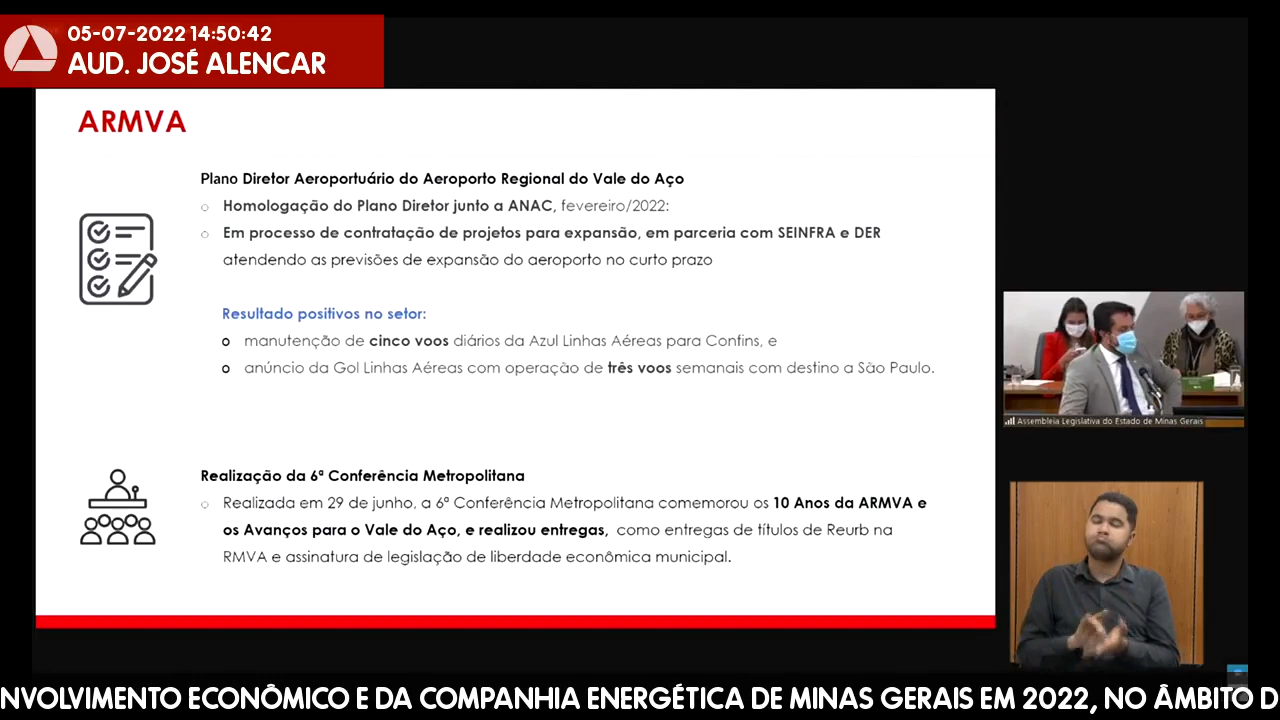 05-07-2022 14:50:42
AUD. JOSÉ ALENCAR
ARMVA
Plano Diretor Aeroportuário do Aeroporto Regional do Vale do Aço
Homologação do Plano Diretor junto a ANAC, fevereiro/2022:
Em processo de contratação de projetos para expansão, em parceria com SEINFRA e DER
atendendo as previsões de expansão do aeroporto no curto prazo
Resultado positivos no setor:
manutenção de cinco voos diários da Azul Linhas Aéreas para Confins, e
anúncio da Gol Linhas Aéreas com operação de três voos semanais com destino a São Paulo.
Realização da 6ª Conferência Metropolitana
Realizada em 29 de junho, a 6ª Conferência Metropolitana comemorou os 10 Anos da ARMVA e
os Avanços para o Vale do Aço, e realizou entregas, como entregas de títulos de Reurb na
RMVA e assinatura de legislação de liberdade econômica municipal.
Assembleia Legislativa do Estado de Minas Gerais
NVOLVIMENTO ECONÔMICO E DA COMPANHIA ENERGÉTICA DE MINAS GERAIS EM 2022, NO ÂMBITO D